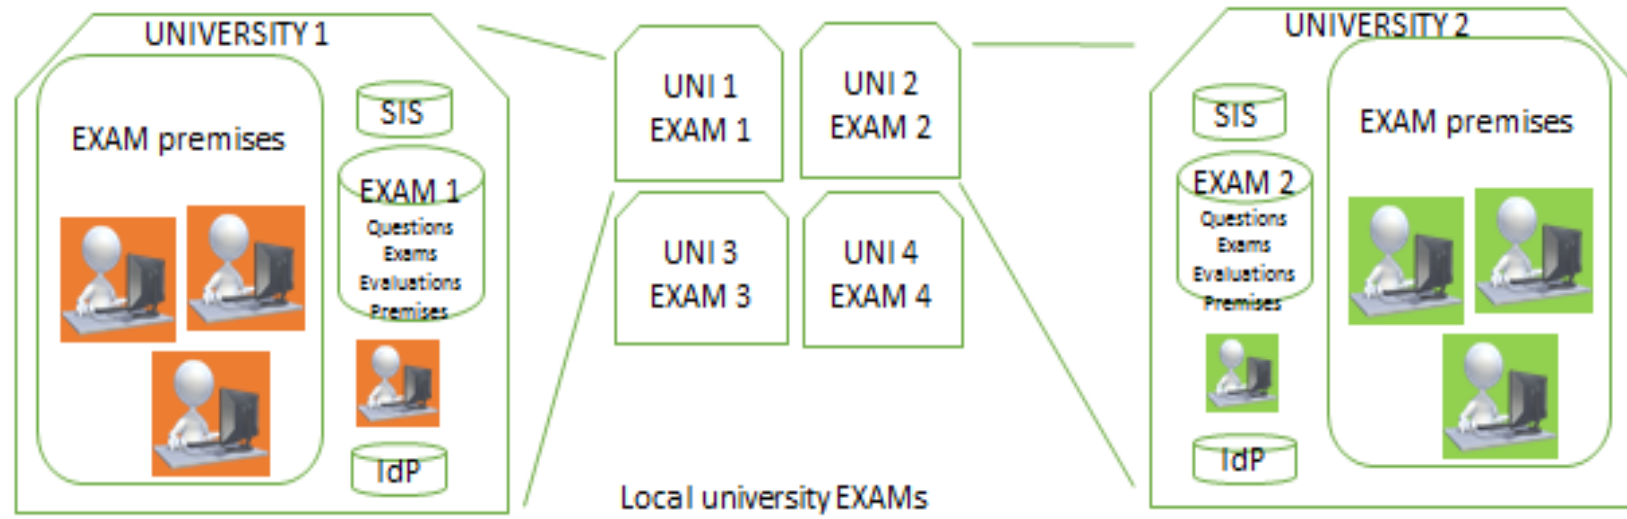 UNIVERSITY 1
EXAM premises
SIS
EXAM 1
Questions
Exams
Evaluations
Premises
IdP
UNI 1
EXAM 1
UNI 2
EXAM 2
UNI 3
EXAM 3
UNI 4
EXAM 4
Local university EXAMs
UNIVERSITY 2
SIS
EXAM 2
Questions
Exams
Evaluations
Premises
IdP
EXAM premises